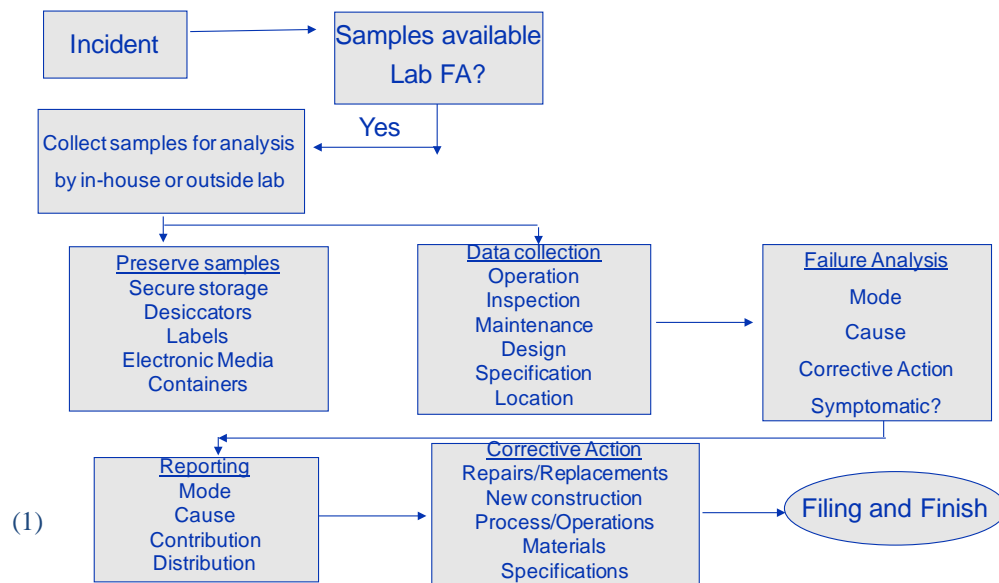 Incident
Samples available
Lab FA?
Yes
Collect samples for analysis
by in-house or outside lab
Preserve samples
Secure storage
Desiccators
Labels
Electronic Media
Containers
Data collection
Operation
Inspection
Maintenance
Design
Specification
Location
Failure Analysis
Mode
Cause
Corrective Action
Symptomatic?
(1)
Reporting
Mode
Cause
Contribution
Distribution
Corrective Action
Repairs/Replacements
New construction
Process/Operations
Materials
Specifications
Filing and Finish